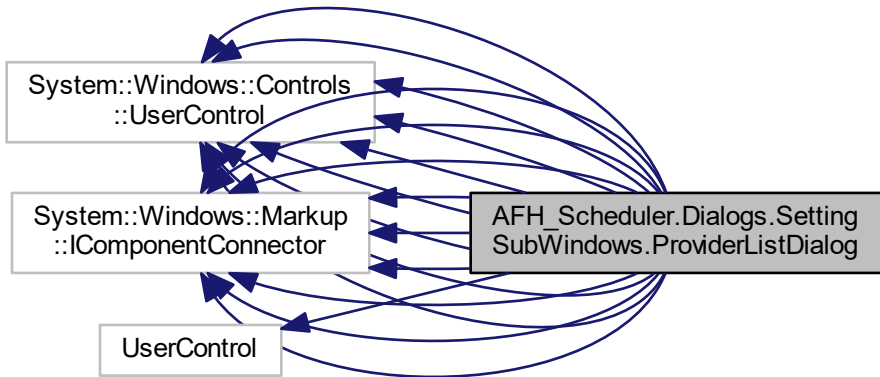 System::Windows::Controls
::UserControl
System::Windows::Markup
::IComponentConnector
AFH_Scheduler.Dialogs.Setting
SubWindows.ProviderListDialog
UserControl